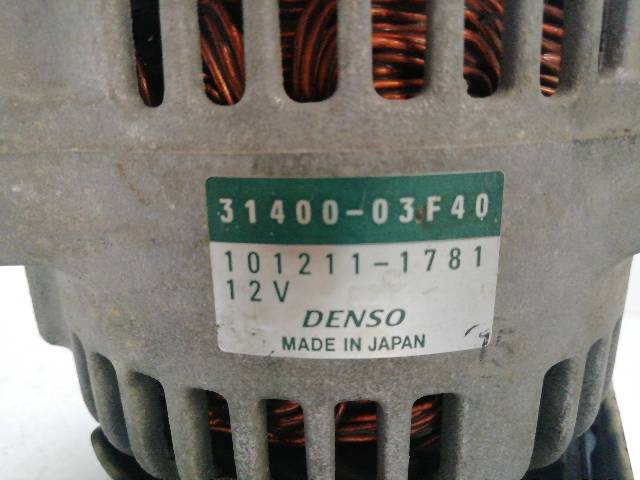 31400-03F40
101211-1781
12V
DENSO
MADE IN JAPAN